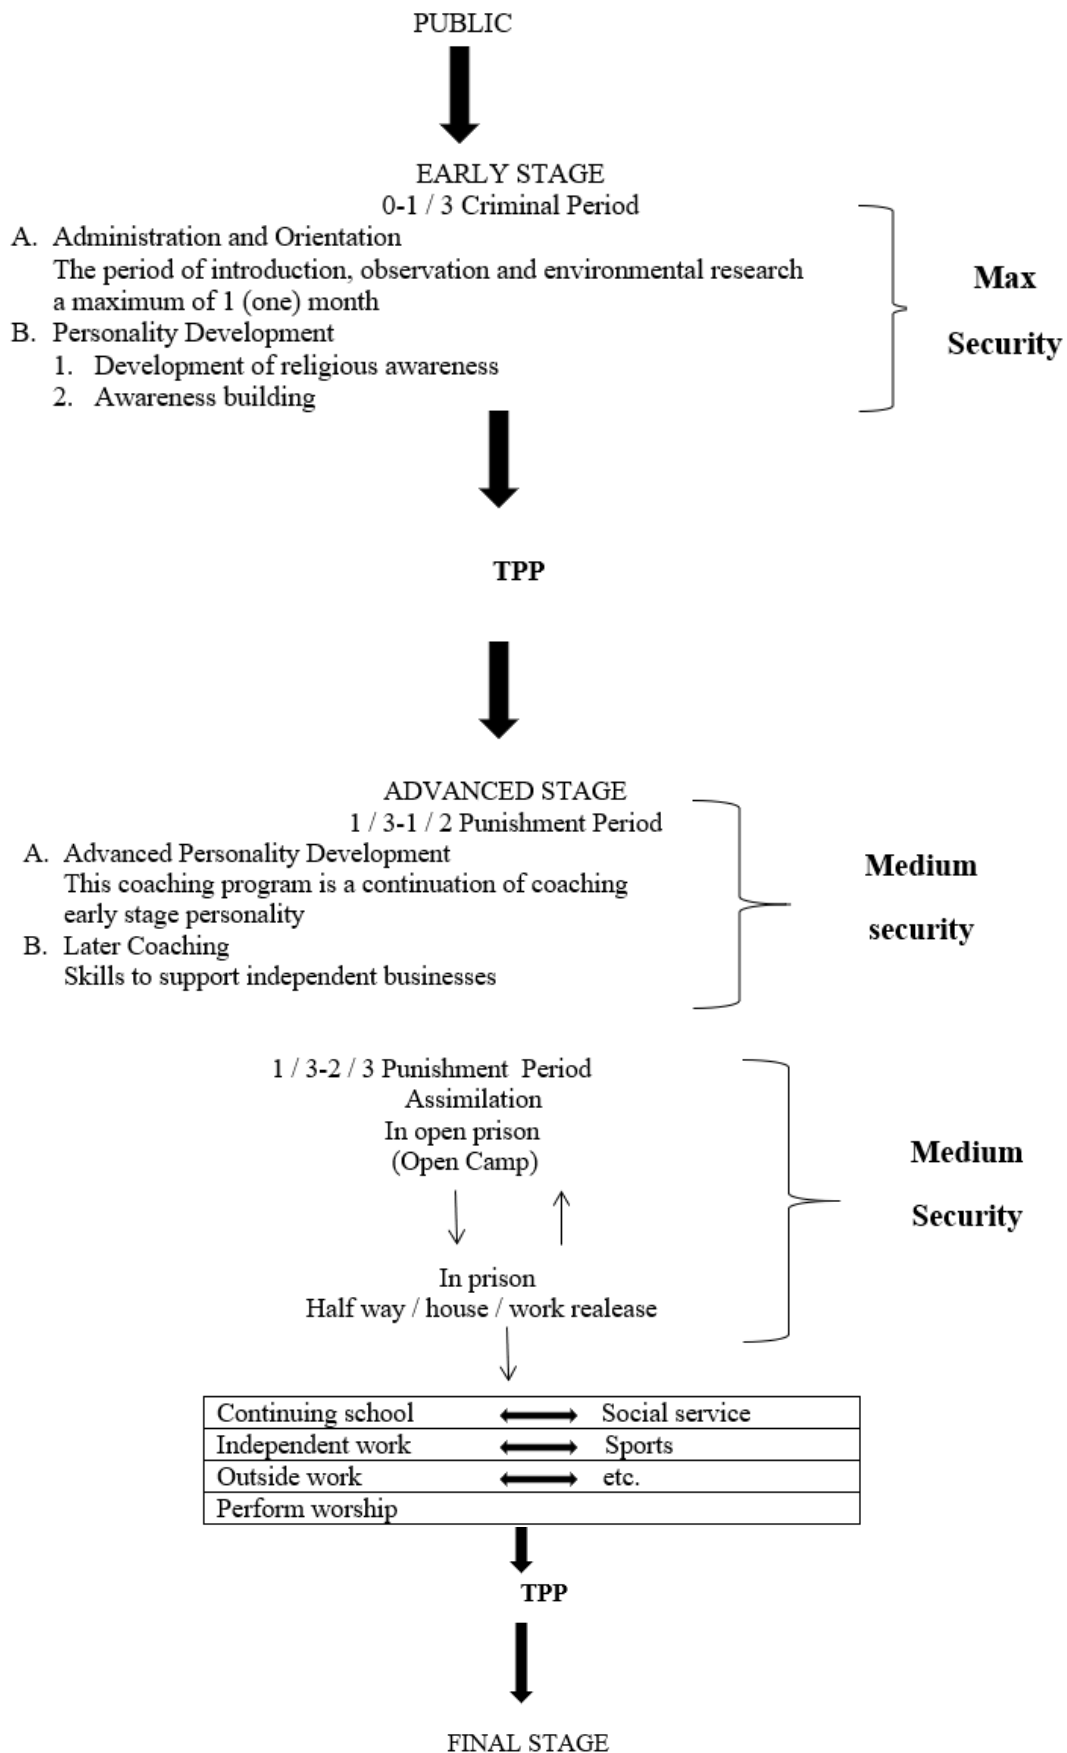 PUBLIC
EARLY STAGE
0-1 / 3 Criminal Period
A. Administration and Orientation
The period of introduction, observation and environmental research
a maximum of 1 (one) month
B. Personality Development
1. Development of religious awareness
2. Awareness building
Max
Security
TPP
ADVANCED STAGE
1 / 3-1 / 2 Punishment Period
A. Advanced Personality Development
This coaching program is a continuation of coaching
early stage personality
B. Later Coaching
Skills to support independent businesses
Medium
security
1 / 3-2 / 3 Punishment Period
Assimilation
In open prison
(Open Camp)
In prison
Half way / house / work realease
Medium
Security
Continuing school Social service
Independent work Sports
Outside work etc.
Perform worship
TPP
FINAL STAGE